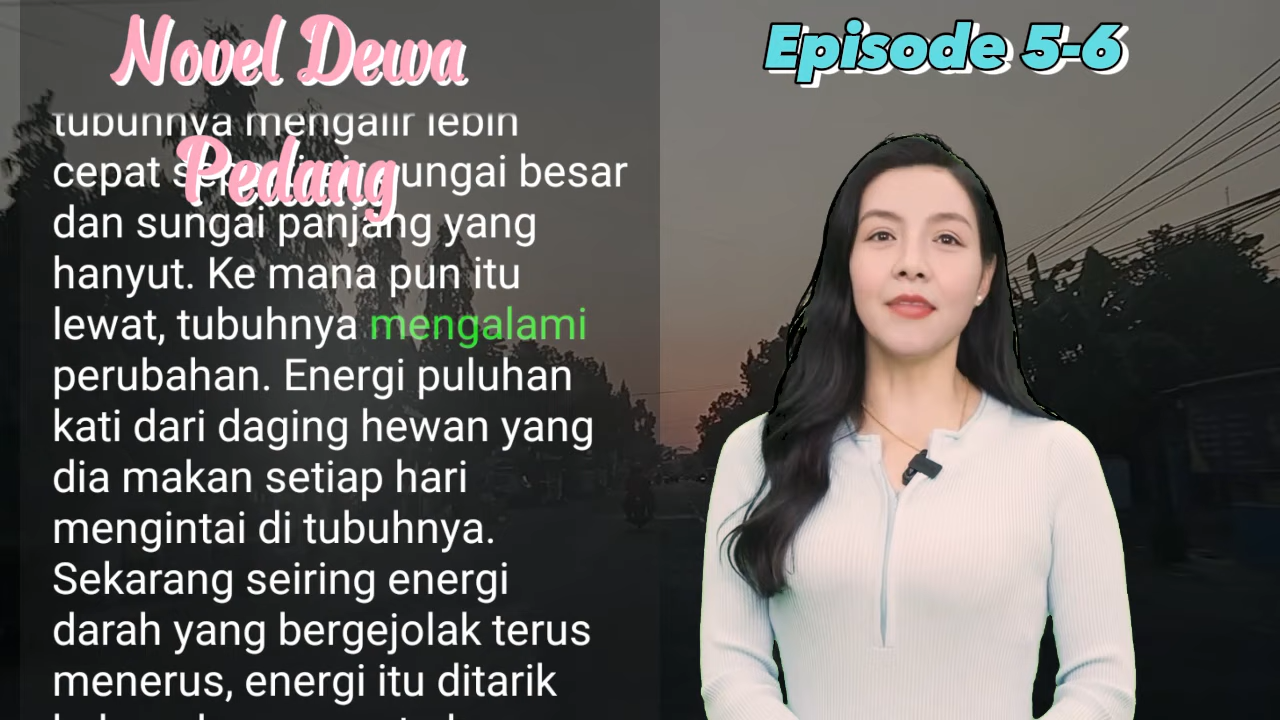 Novel Dewa
Pedang
Episode 5-6
tubuhnya mengalir lebih
cepat ungai besar
dan sungai panjang yang
hanyut. Ke mana pun itu
lewat, tubuhnya mengalami
perubahan. Energi puluhan
kati dari daging hewan yang
dia makan setiap hari
mengintai di tubuhnya.
Sekarang seiring energi
darah yang bergejolak terus
menerus, energi itu ditarik